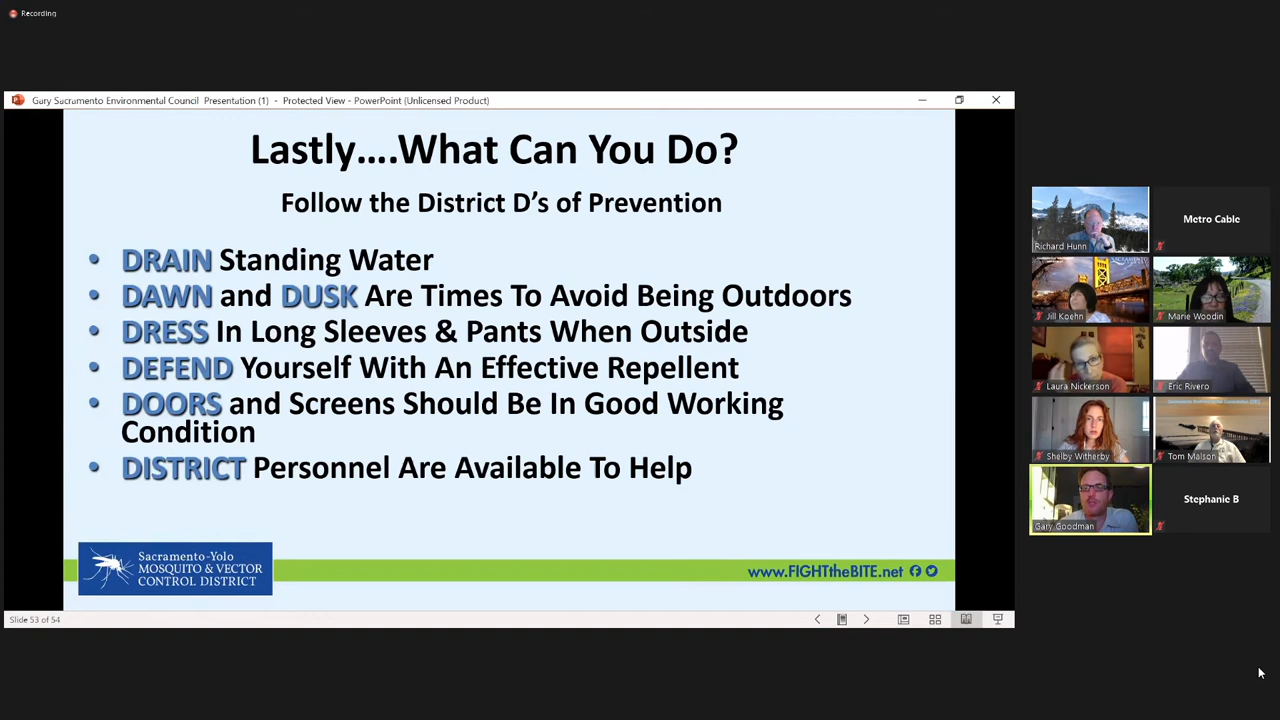 Recording
Gary Sacramento Environmental Council Presentation (1) - Protected View - PowerPoint (Unlicensed Product)
Lastly....What Can You Do?
Follow the District D's of Prevention
• DRAIN Standing Water
• DAWN and DUSK Are Times To Avoid Being Outdoors
• DRESS In Long Sleeves & Pants When Outside
• DEFEND Yourself With An Effective Repellent
• DOORS and Screens Should Be In Good Working
Condition
• DISTRICT Personnel Are Available To Help
Sacramento-Yolo
MOSQUITO & VECTOR
CONTROL DISTRICT
www.FIGHTtheBITE.net
Slide 53 of 54
Richard Hunn
Metro Cable
Jill Koehn
Marie Woodin
Laura Nickerson
Eric Rivero
Shelby Witherby
Tom Malson
Gary Goodman
Stephanie B